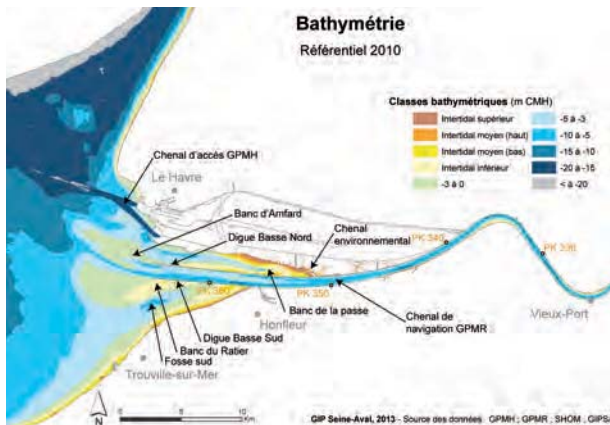 Bathymétrie
Référentiel 2010
Classes bathymétriques (m CMH)
Intertidal supérieur
Intertidal moyen (haut)
Intertidal moyen (bas)
Intertidal inférieur
-3 à 0
-5 à -3
-10 à -5
-15 à -10
-20 à -15
< à -20
Chenal d'accés GPMH
Le Havre
Banc d'Amfard
Digue Basse Nord
Chenal
environnemental
PK 340
PK 330
PK 360
PK 350
Banc de la passe
Chenal de
navigation GPMR
Vieux-Port
Honfleur
Digue Basse Sud
Banc du Ratier
Fosse sud
Trouville-sur-Mer
N
0 5 10
Km
GIP Seine-Aval, 2013 - Source des données : GPMH ; GPMR ; SHOM ; GIPSA